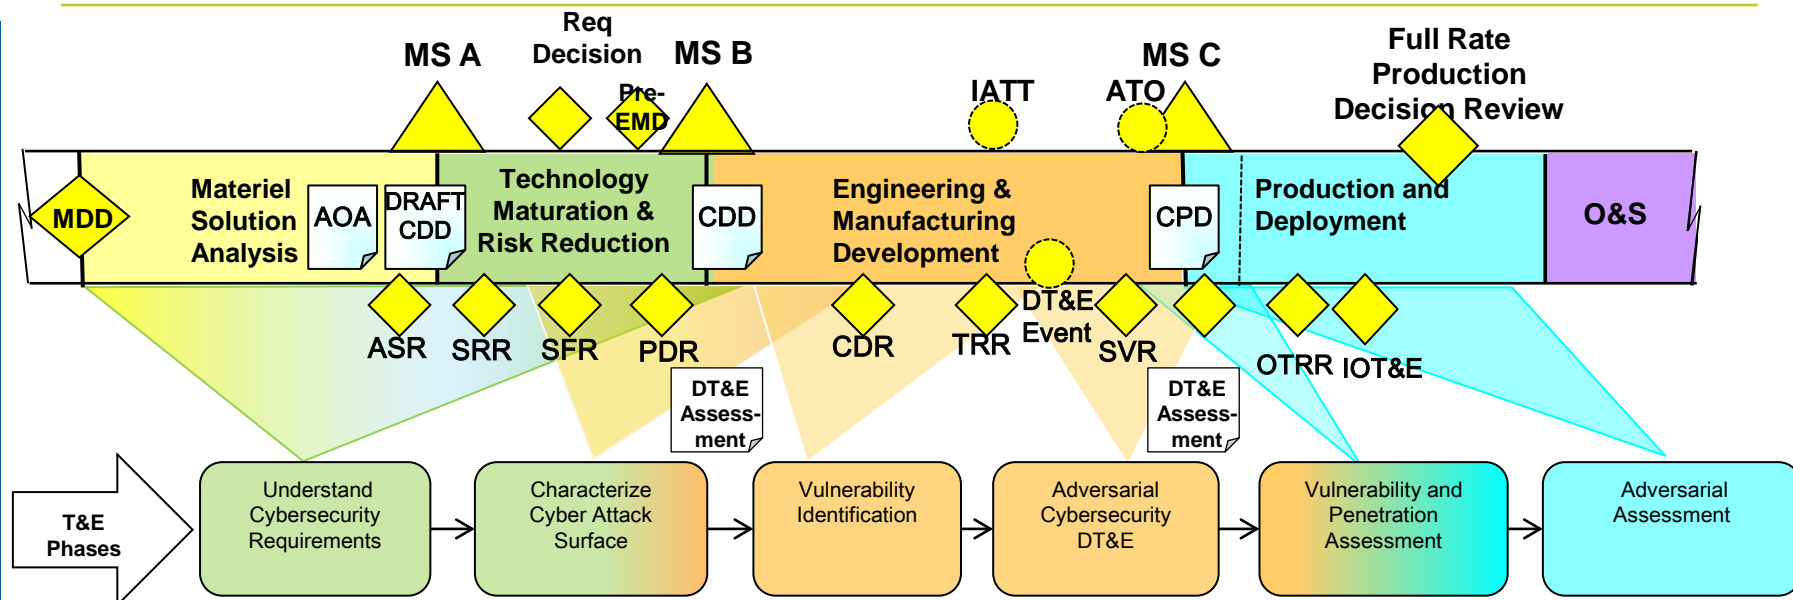 Req
Decision
MS A
MS B
Pre-
EMD
IATT
ATO
MS C
Full Rate
Production
Decision Review
MDD
Materiel
Solution
Analysis
AOA
DRAFT
CDD
Technology
Maturation &
Risk Reduction
CDD
Engineering &
Manufacturing
Development
CPD
Production and
Deployment
O&S
ASR
SRR
SFR
PDR
CDR
TRR
DT&E
Event
SVR
OTRR
IOT&E
DT&E
Assess-
ment
DT&E
Assess-
ment
T&E
Phases
Understand
Cybersecurity
Requirements
Characterize
Cyber Attack
Surface
Vulnerability
Identification
Adversarial
Cybersecurity
DT&E
Vulnerability and
Penetration
Assessment
Adversarial
Assessment